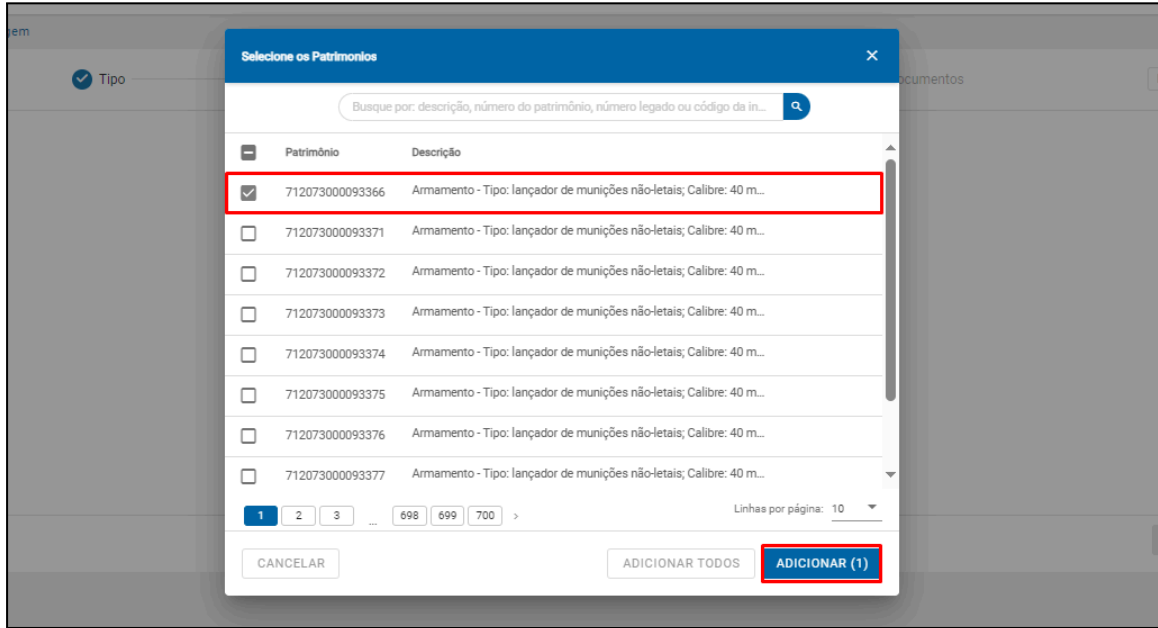 gem
Selecione os Patrimonios
Tipo
ocumentos
Busque por: descrição, número do patrimônio, número legado ou código da in...
Patrimônio Descrição
712073000093366 Armamento - Tipo: lançador de munições não-letais; Calibre: 40 m...
712073000093371 Armamento - Tipo: lançador de munições não-letais; Calibre: 40 m...
712073000093372 Armamento - Tipo: lançador de munições não-letais; Calibre: 40 m...
712073000093373 Armamento - Tipo: lançador de munições não-letais; Calibre: 40 m...
712073000093374 Armamento - Tipo: lançador de munições não-letais; Calibre: 40 m...
712073000093375 Armamento - Tipo: lançador de munições não-letais; Calibre: 40 m...
712073000093376 Armamento - Tipo: lançador de munições não-letais; Calibre: 40 m...
712073000093377 Armamento - Tipo: lançador de munições não-letais; Calibre: 40 m...
1 2 3 ... 698 699 700 > Linhas por página: 10
CANCELAR ADICIONAR TODOS ADICIONAR (1)